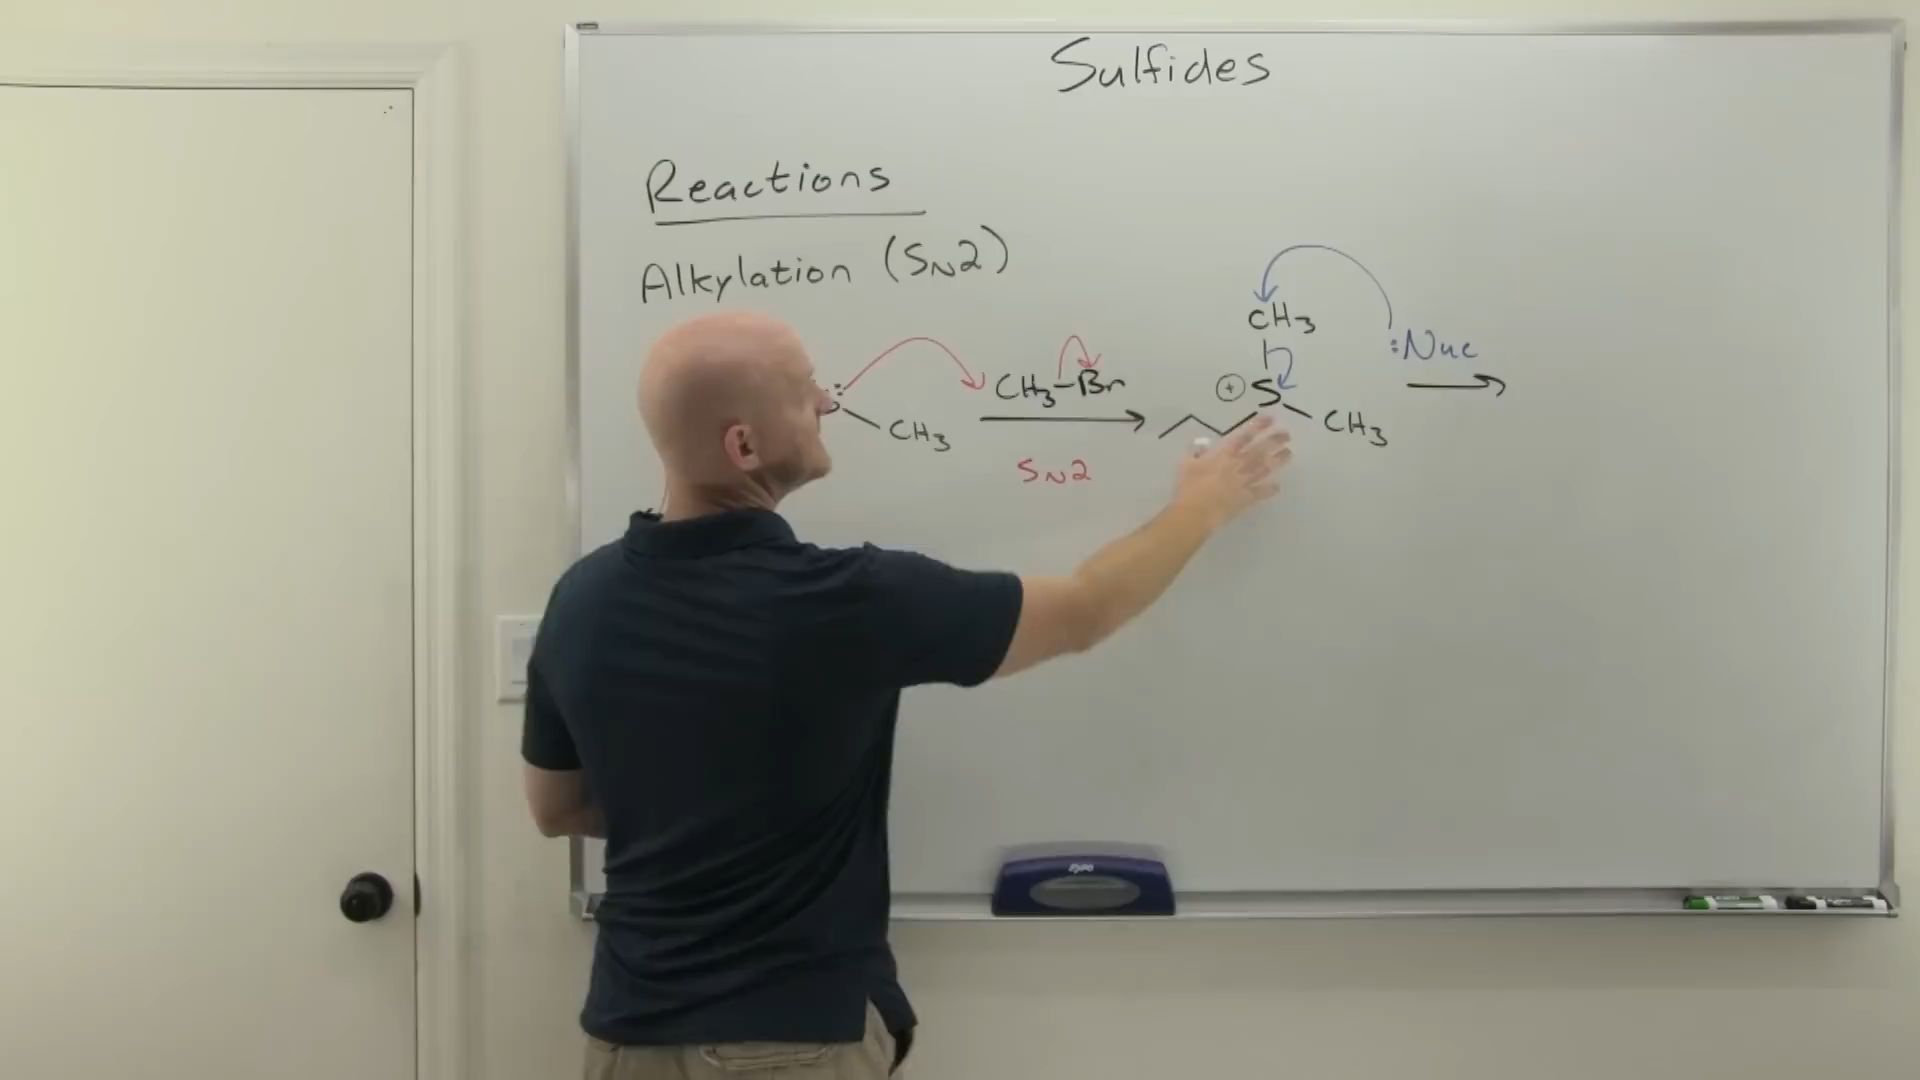 Sulfides
Reactions
Alkylation (SN2)
CH3
:Nuc
S: CH3-Br
⊕ S
CH3
CH3
SN2
expo